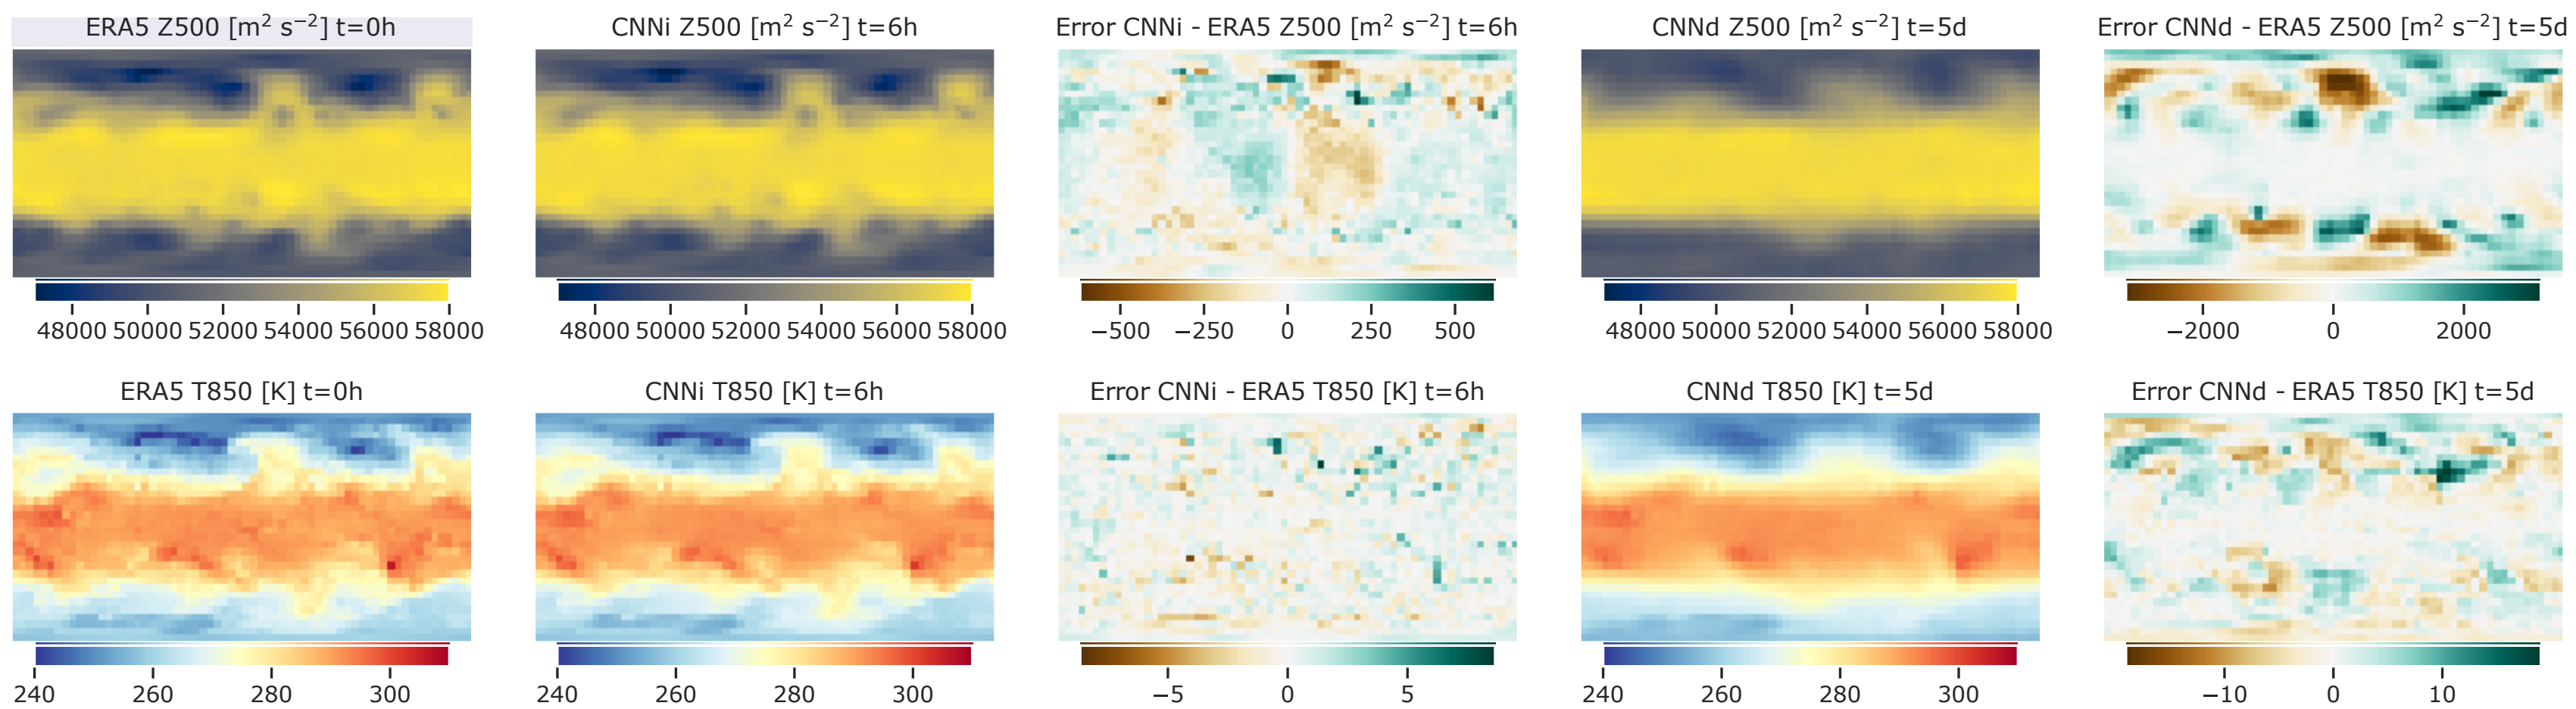 ERA5 Z500 [m² s⁻²] t=0h
CNNi Z500 [m² s⁻²] t=6h
Error CNNi - ERA5 Z500 [m² s⁻²] t=6h
CNNd Z500 [m² s⁻²] t=5d
Error CNNd - ERA5 Z500 [m² s⁻²] t=5d
48000 50000 52000 54000 56000 58000
48000 50000 52000 54000 56000 58000
−500 −250 0 250 500
48000 50000 52000 54000 56000 58000
−2000 0 2000
ERA5 T850 [K] t=0h
CNNi T850 [K] t=6h
Error CNNi - ERA5 T850 [K] t=6h
CNNd T850 [K] t=5d
Error CNNd - ERA5 T850 [K] t=5d
240 260 280 300
240 260 280 300
−5 0 5
240 260 280 300
−10 0 10